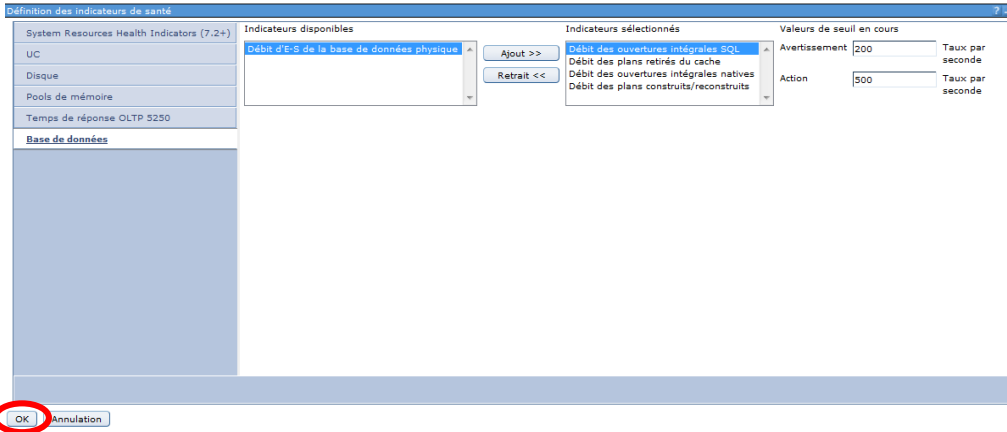 Définition des indicateurs de santé
?
System Resources Health Indicators (7.2+)
UC
Disque
Pools de mémoire
Temps de réponse OLTP 5250
Base de données
Indicateurs disponibles
Débit d'E-S de la base de données physique
Ajout >>
Retrait <<
Indicateurs sélectionnés
Débit des ouvertures intégrales SQL
Débit des plans retirés du cache
Débit des ouvertures intégrales natives
Débit des plans construits/reconstruits
Valeurs de seuil en cours
Avertissement 200 Taux par
seconde
Action 500 Taux par
seconde
OK Annulation